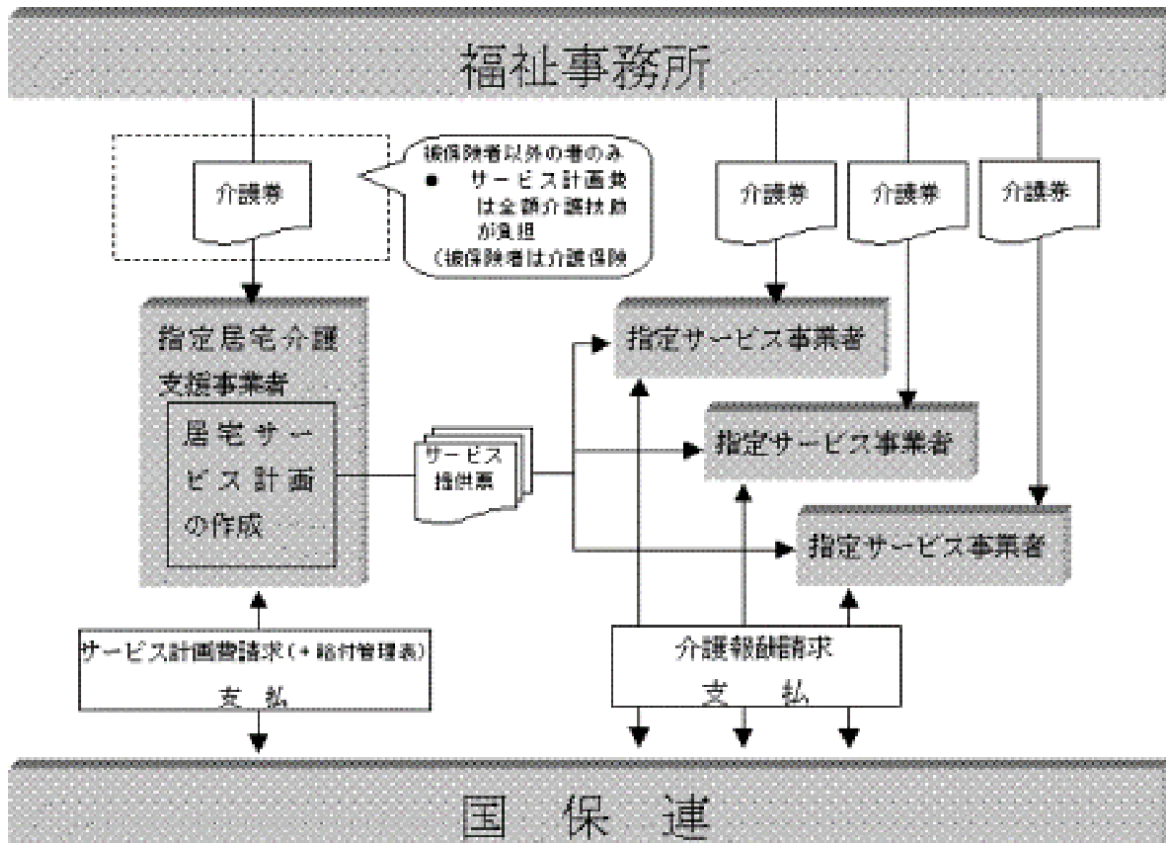 福祉事務所
介護券
被保険者以外の者のみ
● サービス計画費
は全額介護扶助
が負担
(被保険者は介護保険
介護券
介護券
介護券
指定居宅介護
支援事業者
居宅サー
ビス計画
の作成
サービス
提供票
指定サービス事業者
指定サービス事業者
指定サービス事業者
サービス計画費請求(+給付管理表)
支 払
介護報酬請求
支 払
国 保 連